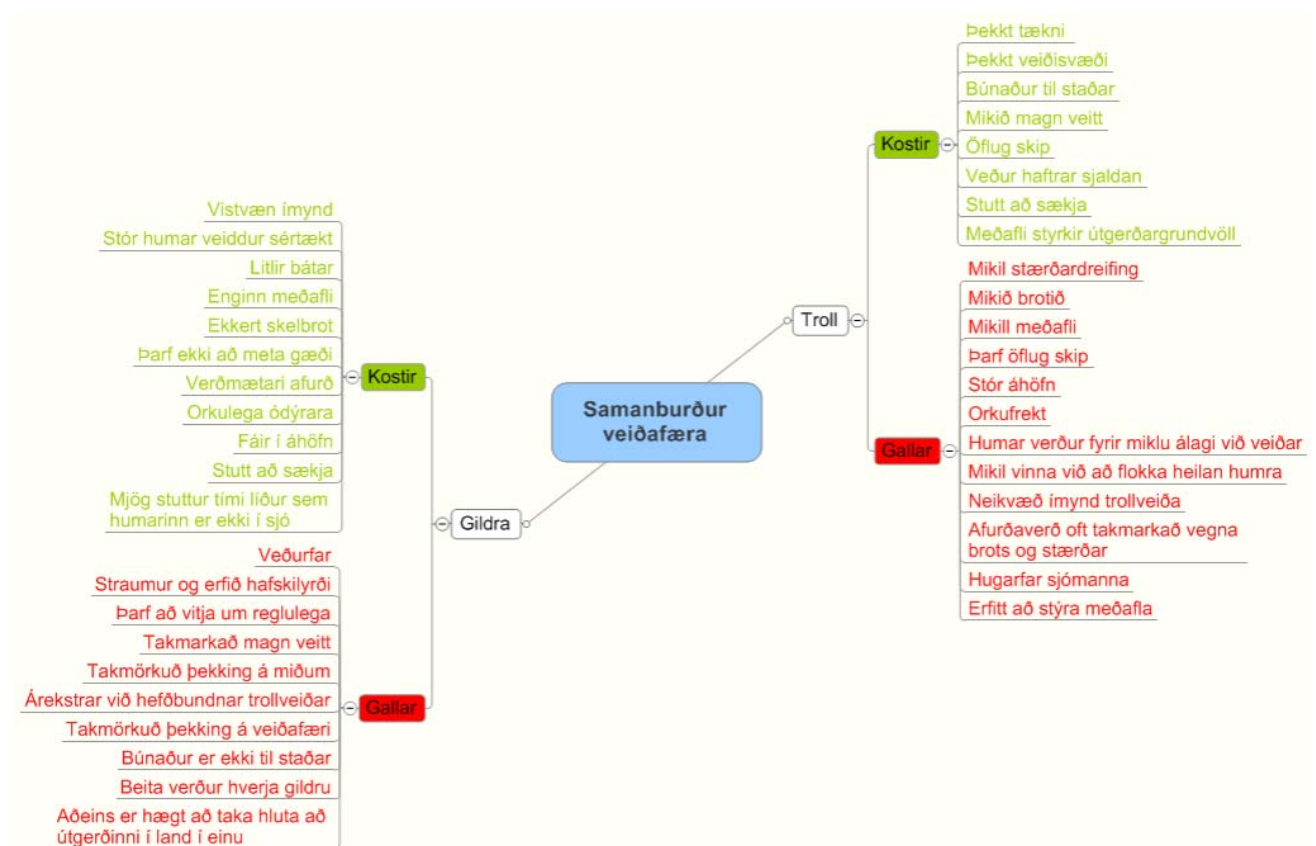 Samanburður
veiðafæra
Troll
Kostir
Þekkt tækni
Þekkt veiðisvæði
Búnaður til staðar
Mikið magn veitt
Öflug skip
Veður haftrar sjaldan
Stutt að sækja
Meðafli styrkir útgerðargrundvöll
Gallar
Mikil stærðardreifing
Mikið brotið
Mikill meðafli
Þarf öflug skip
Stór áhöfn
Orkufrekt
Humar verður fyrir miklu álagi við veiðar
Mikil vinna við að flokka heilan humra
Neikvæð ímynd trollveiða
Afurðaverð oft takmarkað vegna
brots og stærðar
Hugarfar sjómanna
Erfitt að stýra meðafla
Gildra
Kostir
Vistvæn ímynd
Stór humar veiddur sértækt
Litlir bátar
Enginn meðafli
Ekkert skelbrot
Þarf ekki að meta gæði
Verðmætari afurð
Orkulega ódýrara
Fáir í áhöfn
Stutt að sækja
Mjög stuttur tími líður sem
humarinn er ekki í sjó
Gallar
Veðurfar
Straumur og erfið hafskilyrði
Þarf að vitja um reglulega
Takmarkað magn veitt
Takmörkuð þekking á miðum
Árekstrar við hefðbundnar trollveiðar
Takmörkuð þekking á veiðafæri
Búnaður er ekki til staðar
Beita verður hverja gildru
Aðeins er hægt að taka hluta að
útgerðinni í land í einu